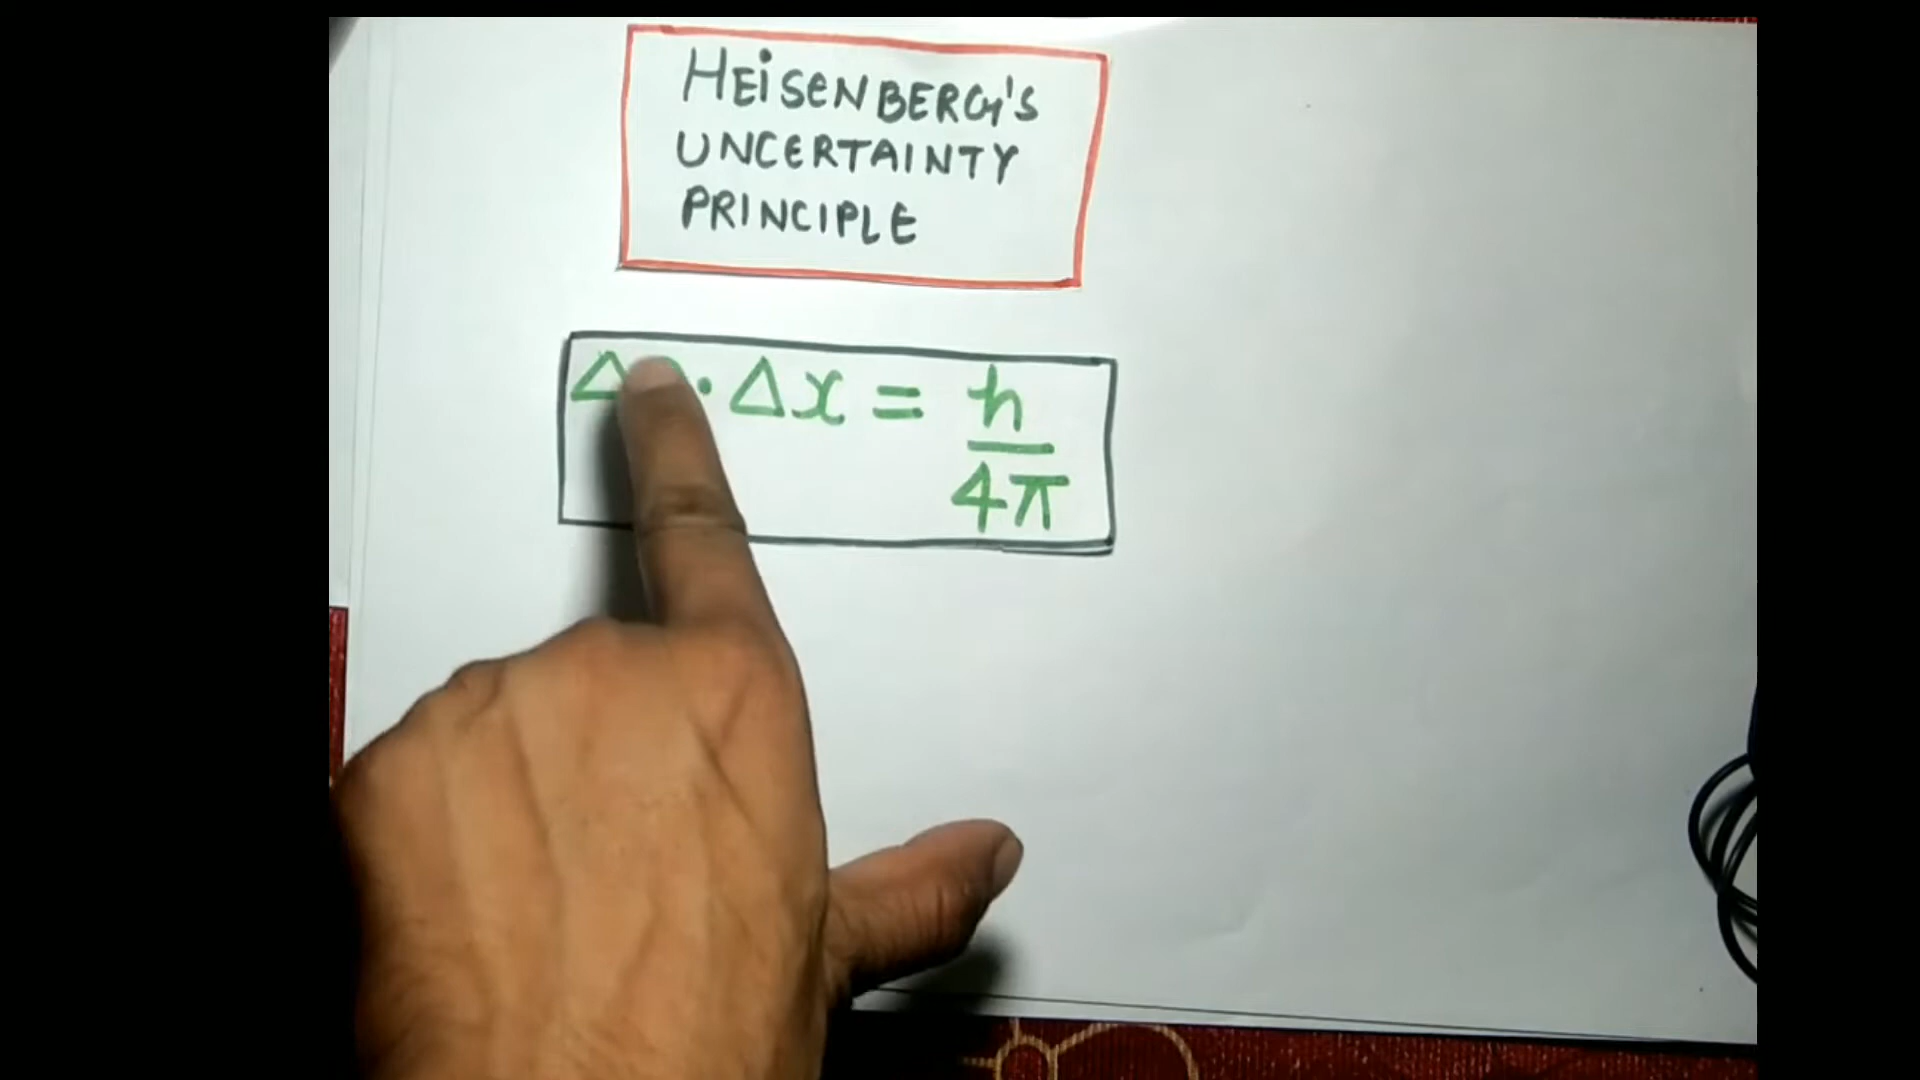 HEiSENBERG'S
UNCERTAINTY
PRINCIPLE
Δ · Δx = h
4π